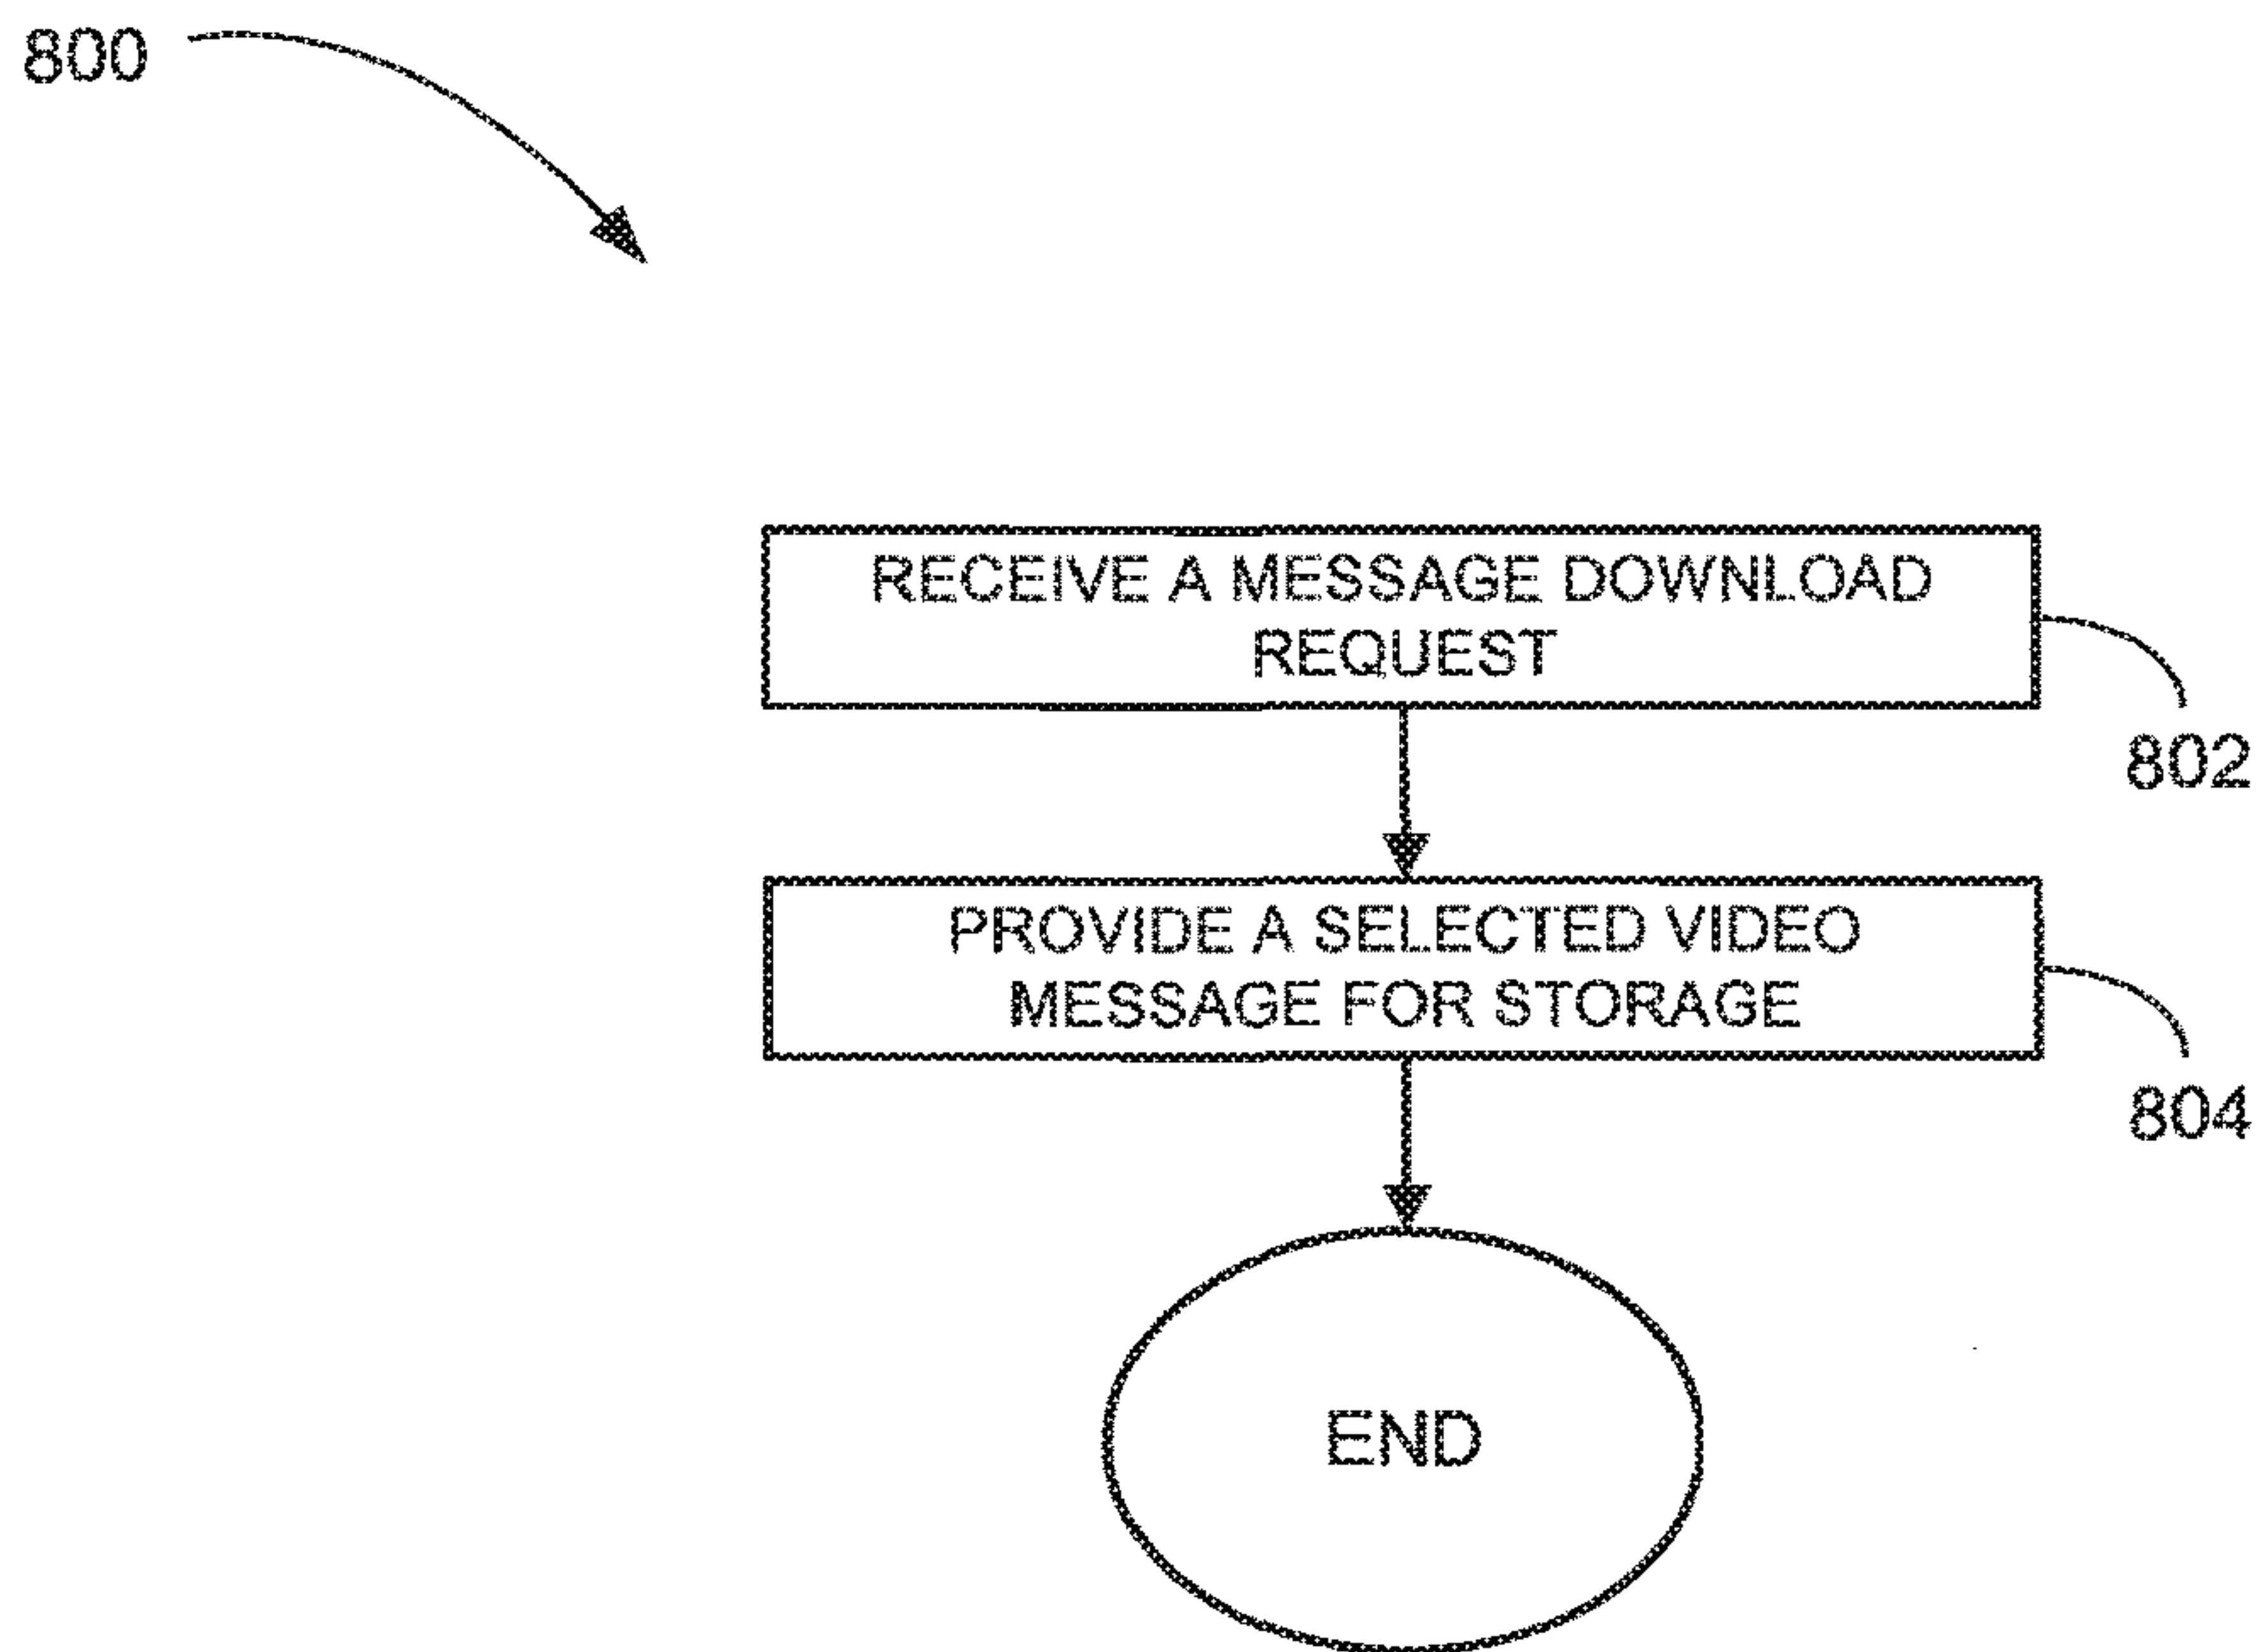 800
RECEIVE A MESSAGE DOWNLOAD
REQUEST
802
PROVIDE A SELECTED VIDEO
MESSAGE FOR STORAGE
804
END